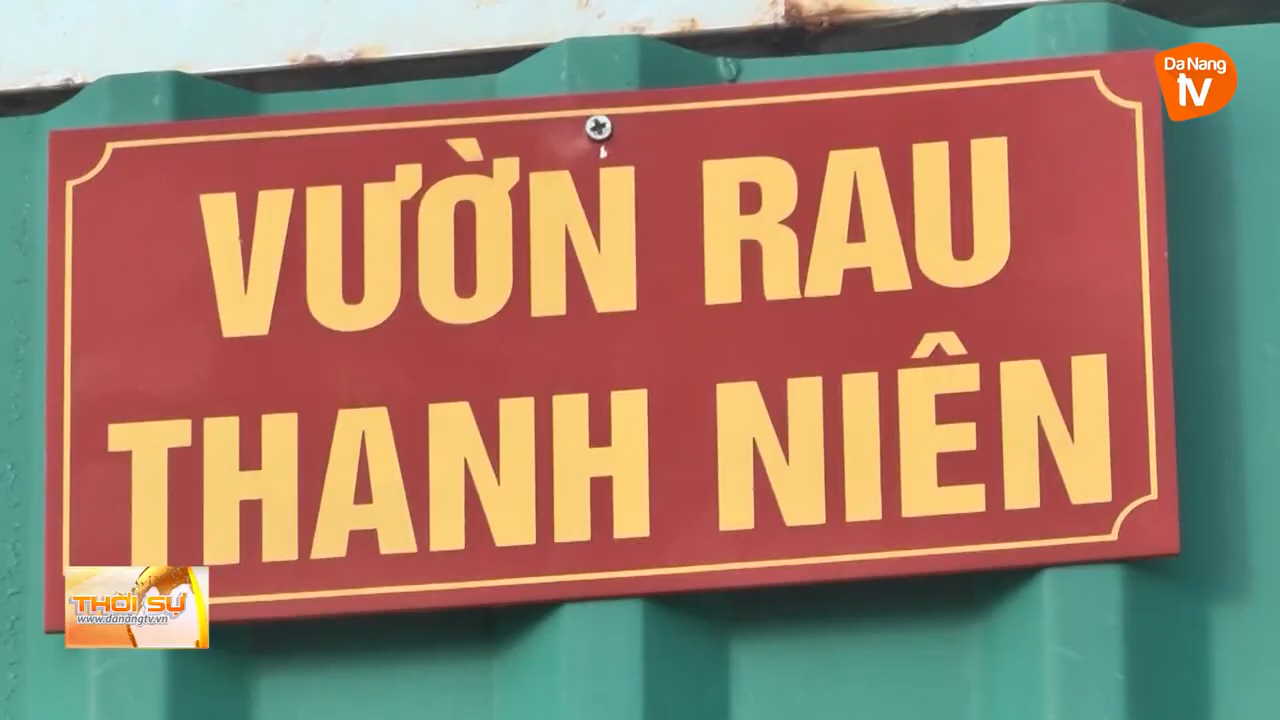 Da Nang
tv
VƯỜN RAU
THANH NIÊN
THỜI SỰ
www.danangtv.vn